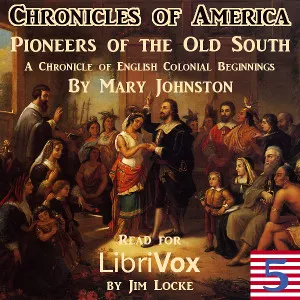 Chronicles of America
Pioneers of the Old South
A Chronicle of English Colonial Beginnings
By Mary Johnston
Read for
LibriVox
by Jim Locke
5